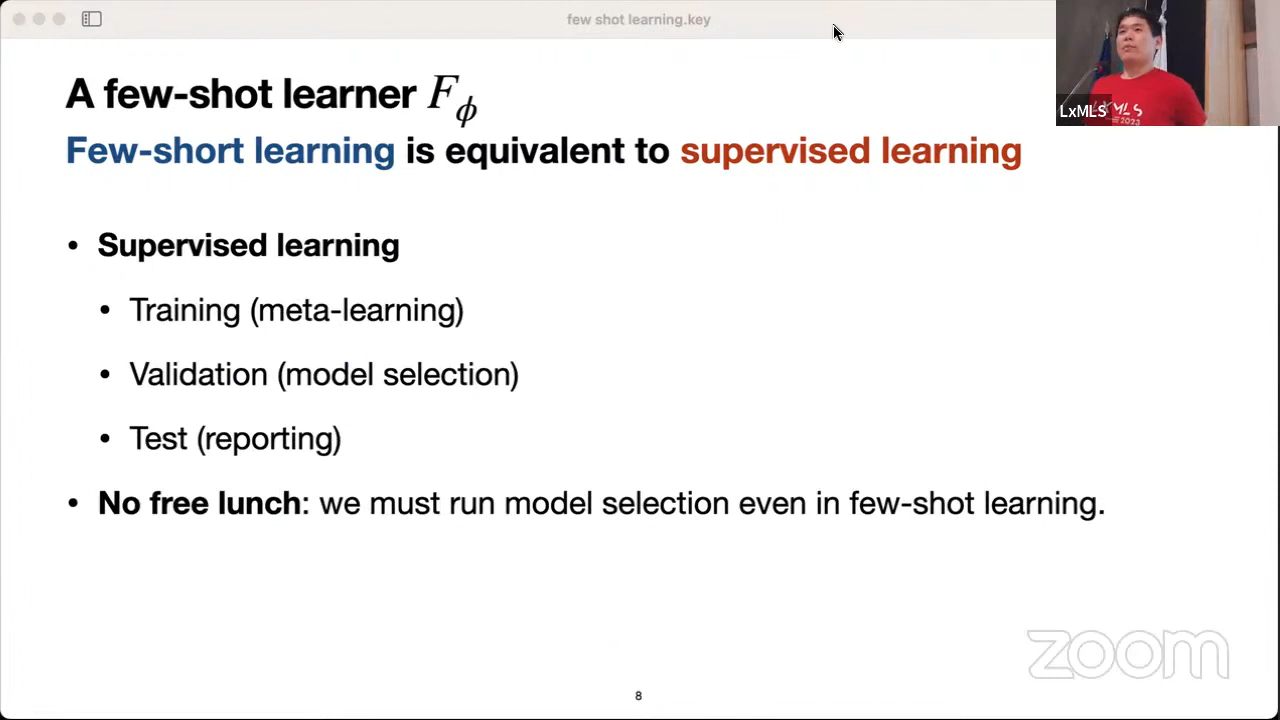 few shot learning.key
A few-shot learner F_ϕ
Few-short learning is equivalent to supervised learning
• Supervised learning
• Training (meta-learning)
• Validation (model selection)
• Test (reporting)
• No free lunch: we must run model selection even in few-shot learning.
8
LxMLS
LxMLS
2023
zoom